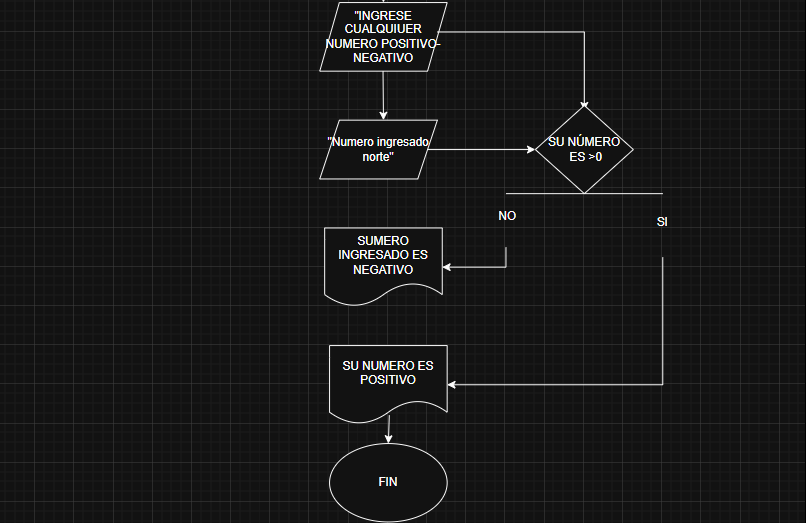 "INGRESE
CUALQUIUER
NUMERO POSITIVO-
NEGATIVO
"Numero ingresado
norte"
SU NÚMERO
ES >0
NO
SI
SUMERO
INGRESADO ES
NEGATIVO
SU NUMERO ES
POSITIVO
FIN